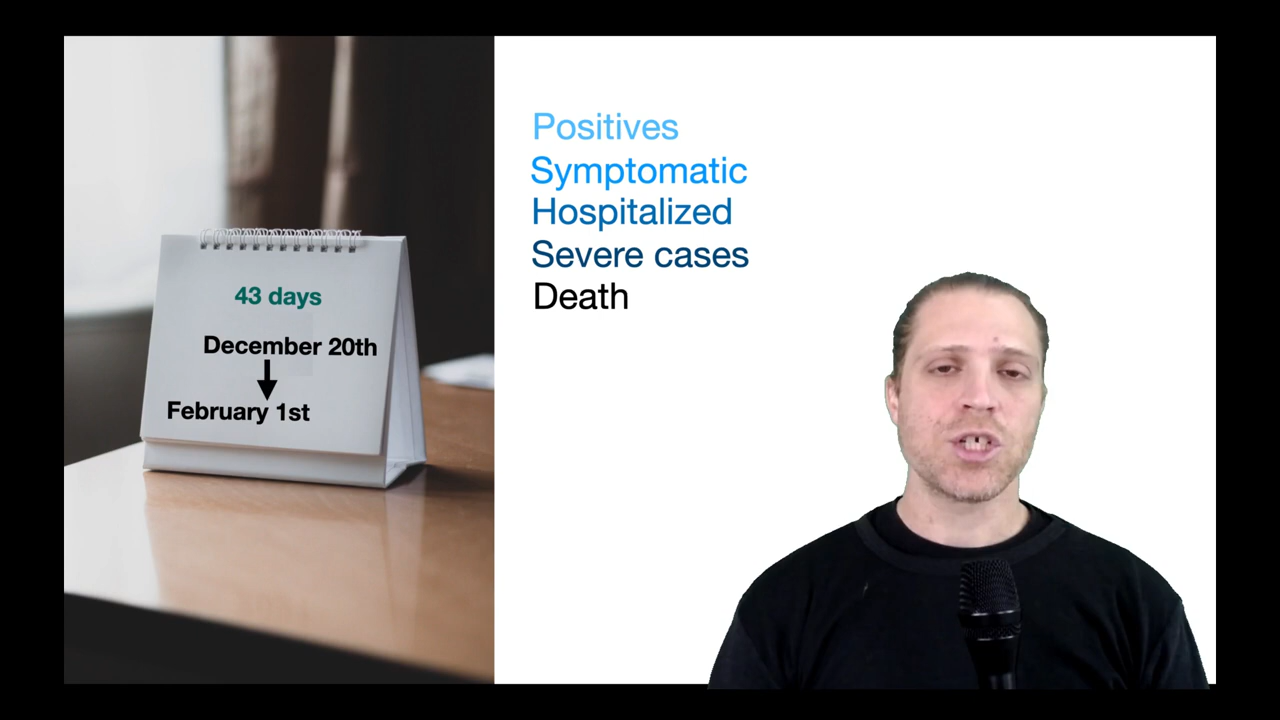 43 days
December 20th
February 1st
Positives
Symptomatic
Hospitalized
Severe cases
Death